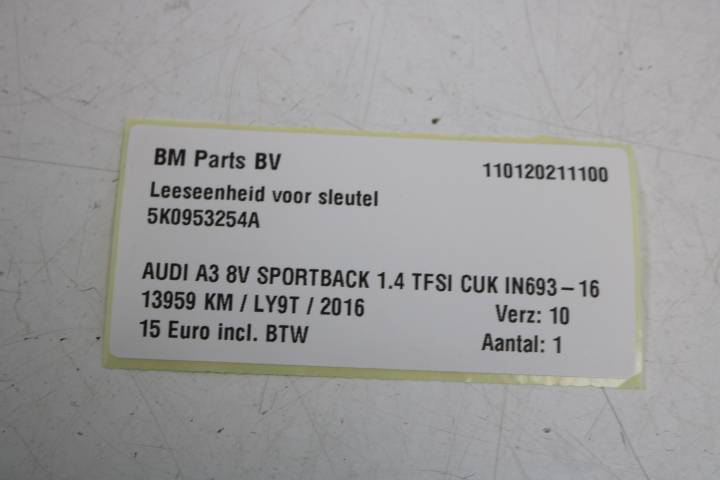 BM Parts BV 110120211100
Leeseenheid voor sleutel
5K0953254A
AUDI A3 8V SPORTBACK 1.4 TFSI CUK IN693-16
13959 KM / LY9T / 2016 Verz: 10
15 Euro incl. BTW Aantal: 1